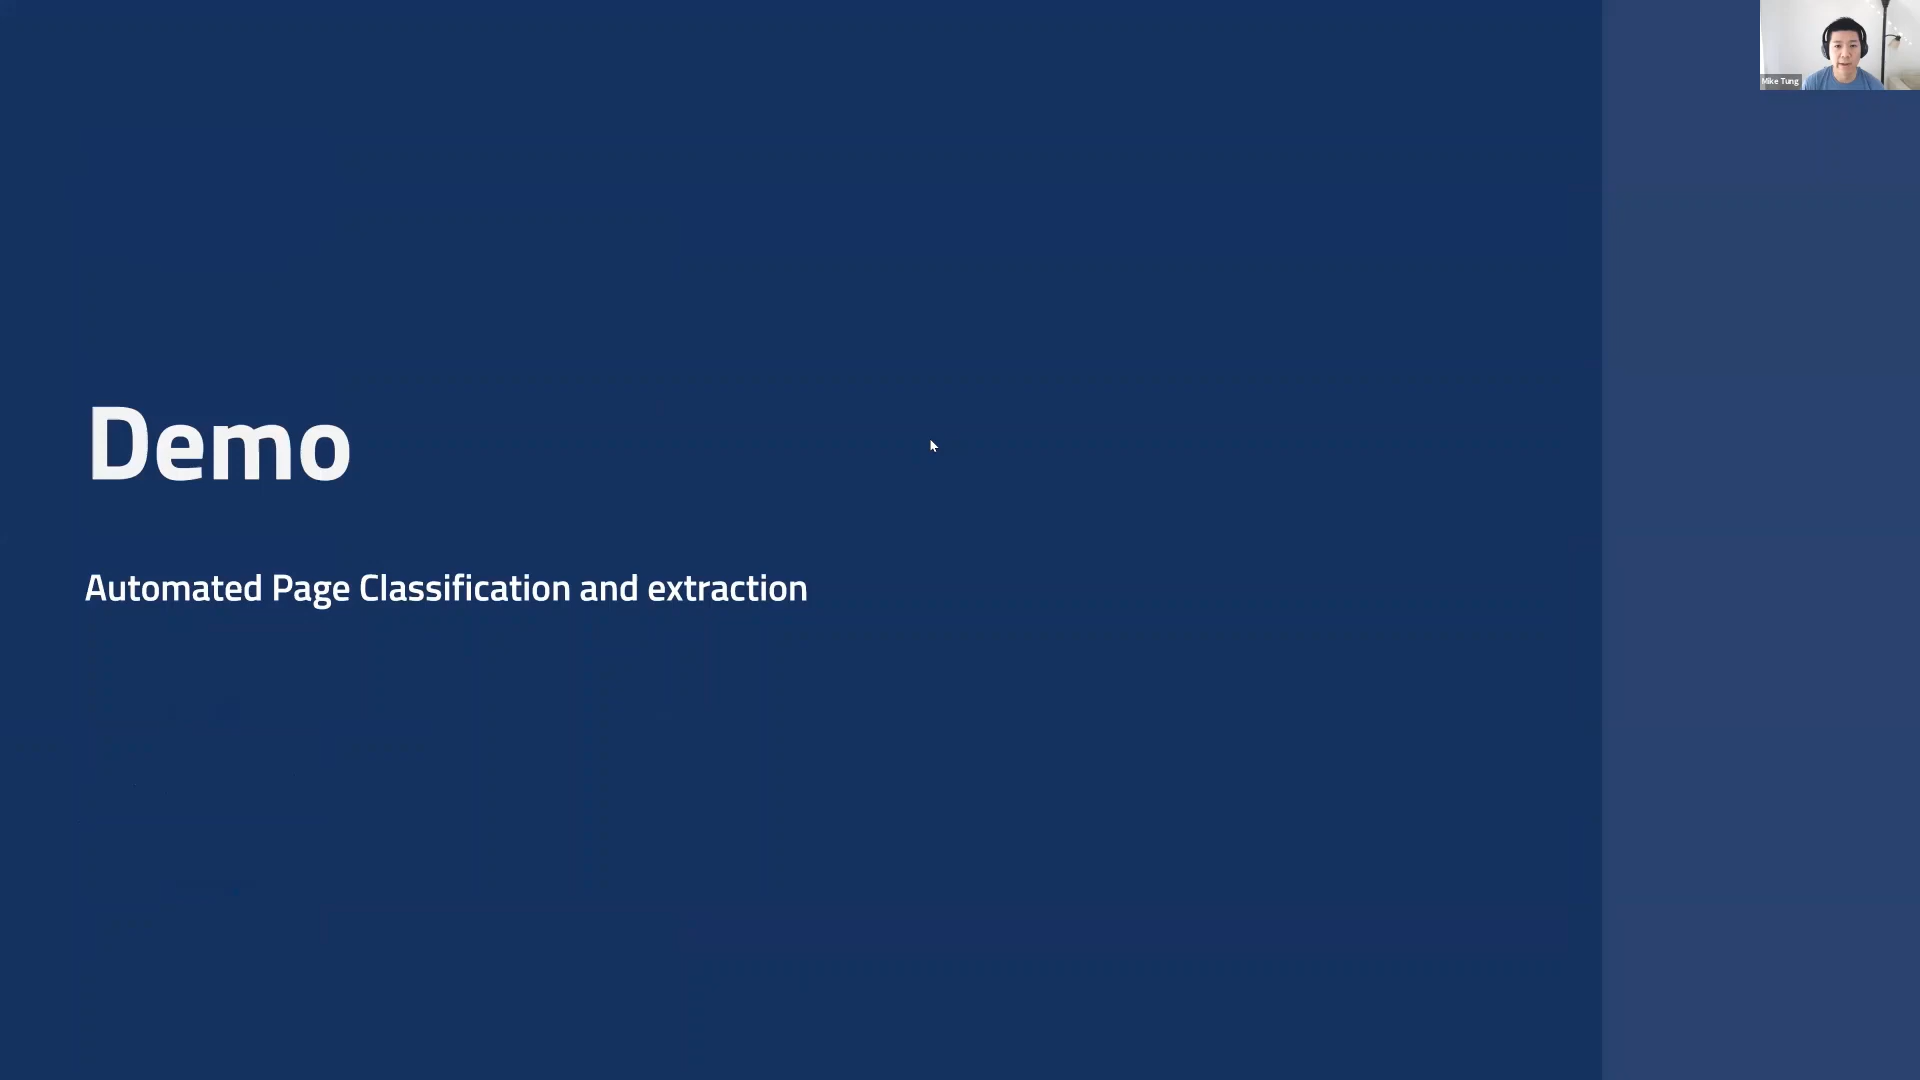 Mike Tung
Demo
Automated Page Classification and extraction